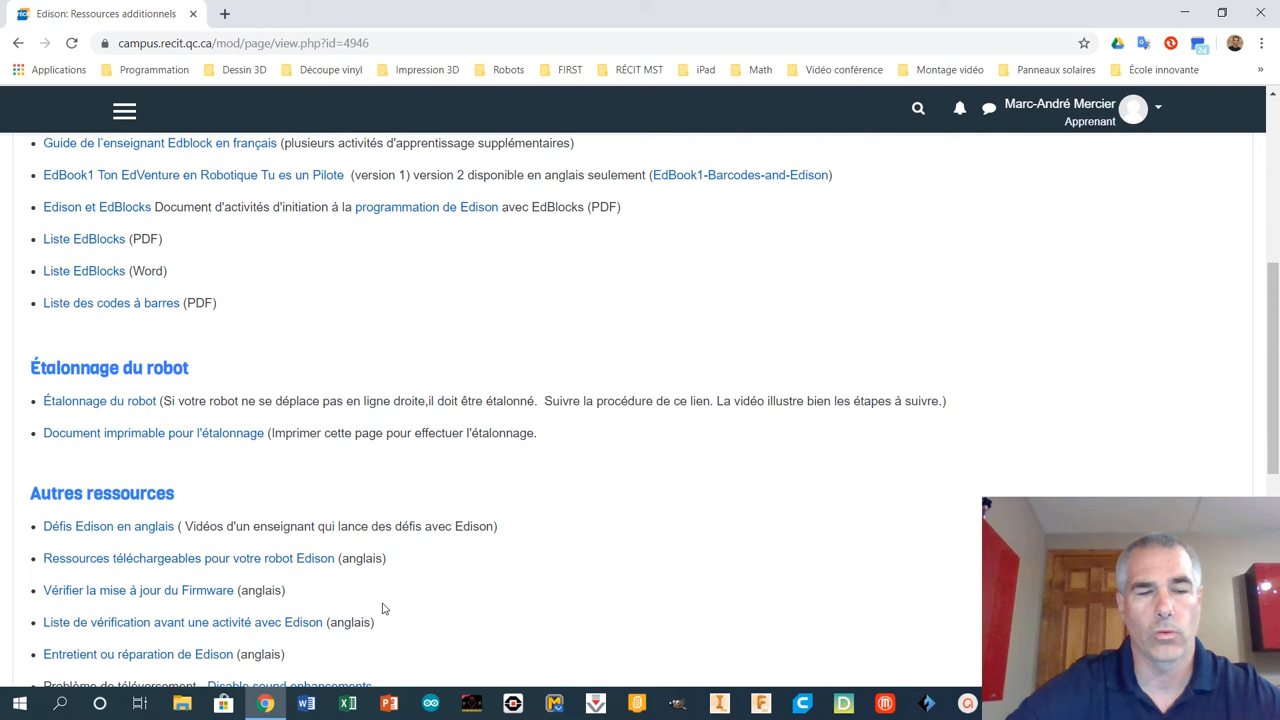 Edison: Ressources additionnels
campus.recit.qc.ca/mod/page/view.php?id=4946
2d
Applications Programmation Dessin 3D Découpe vinyl Impression 3D Robots FIRST RÉCIT MST iPad Math Vidéo conférence Montage vidéo Panneaux solaires École innovante »
Marc-André Mercier
Apprenant
Guide de l'enseignant Edblock en français (plusieurs activités d'apprentissage supplémentaires)
EdBook1 Ton EdVenture en Robotique Tu es un Pilote (version 1) version 2 disponible en anglais seulement (EdBook1-Barcodes-and-Edison)
Edison et EdBlocks Document d'activités d'initiation à la programmation de Edison avec EdBlocks (PDF)
Liste EdBlocks (PDF)
Liste EdBlocks (Word)
Liste des codes à barres (PDF)
Étalonnage du robot
Étalonnage du robot (Si votre robot ne se déplace pas en ligne droite,il doit être étalonné. Suivre la procédure de ce lien. La vidéo illustre bien les étapes à suivre.)
Document imprimable pour l'étalonnage (Imprimer cette page pour effectuer l'étalonnage.
Autres ressources
Défis Edison en anglais ( Vidéos d'un enseignant qui lance des défis avec Edison)
Ressources téléchargeables pour votre robot Edison (anglais)
Vérifier la mise à jour du Firmware (anglais)
Liste de vérification avant une activité avec Edison (anglais)
Entretient ou réparation de Edison (anglais)
Problème de téléversement Disable sound enhancements